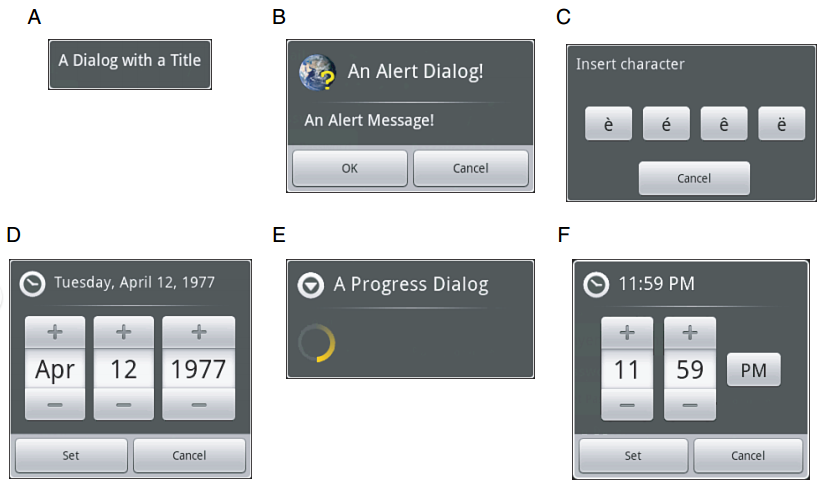 A
A Dialog with a Title
B
An Alert Dialog!
?
An Alert Message!
OK Cancel
C
Insert character
è é ê ë
Cancel
D
Tuesday, April 12, 1977
+ + +
Apr 12 1977
− − −
Set Cancel
E
A Progress Dialog
F
11:59 PM
+ +
11 59 PM
− −
Set Cancel